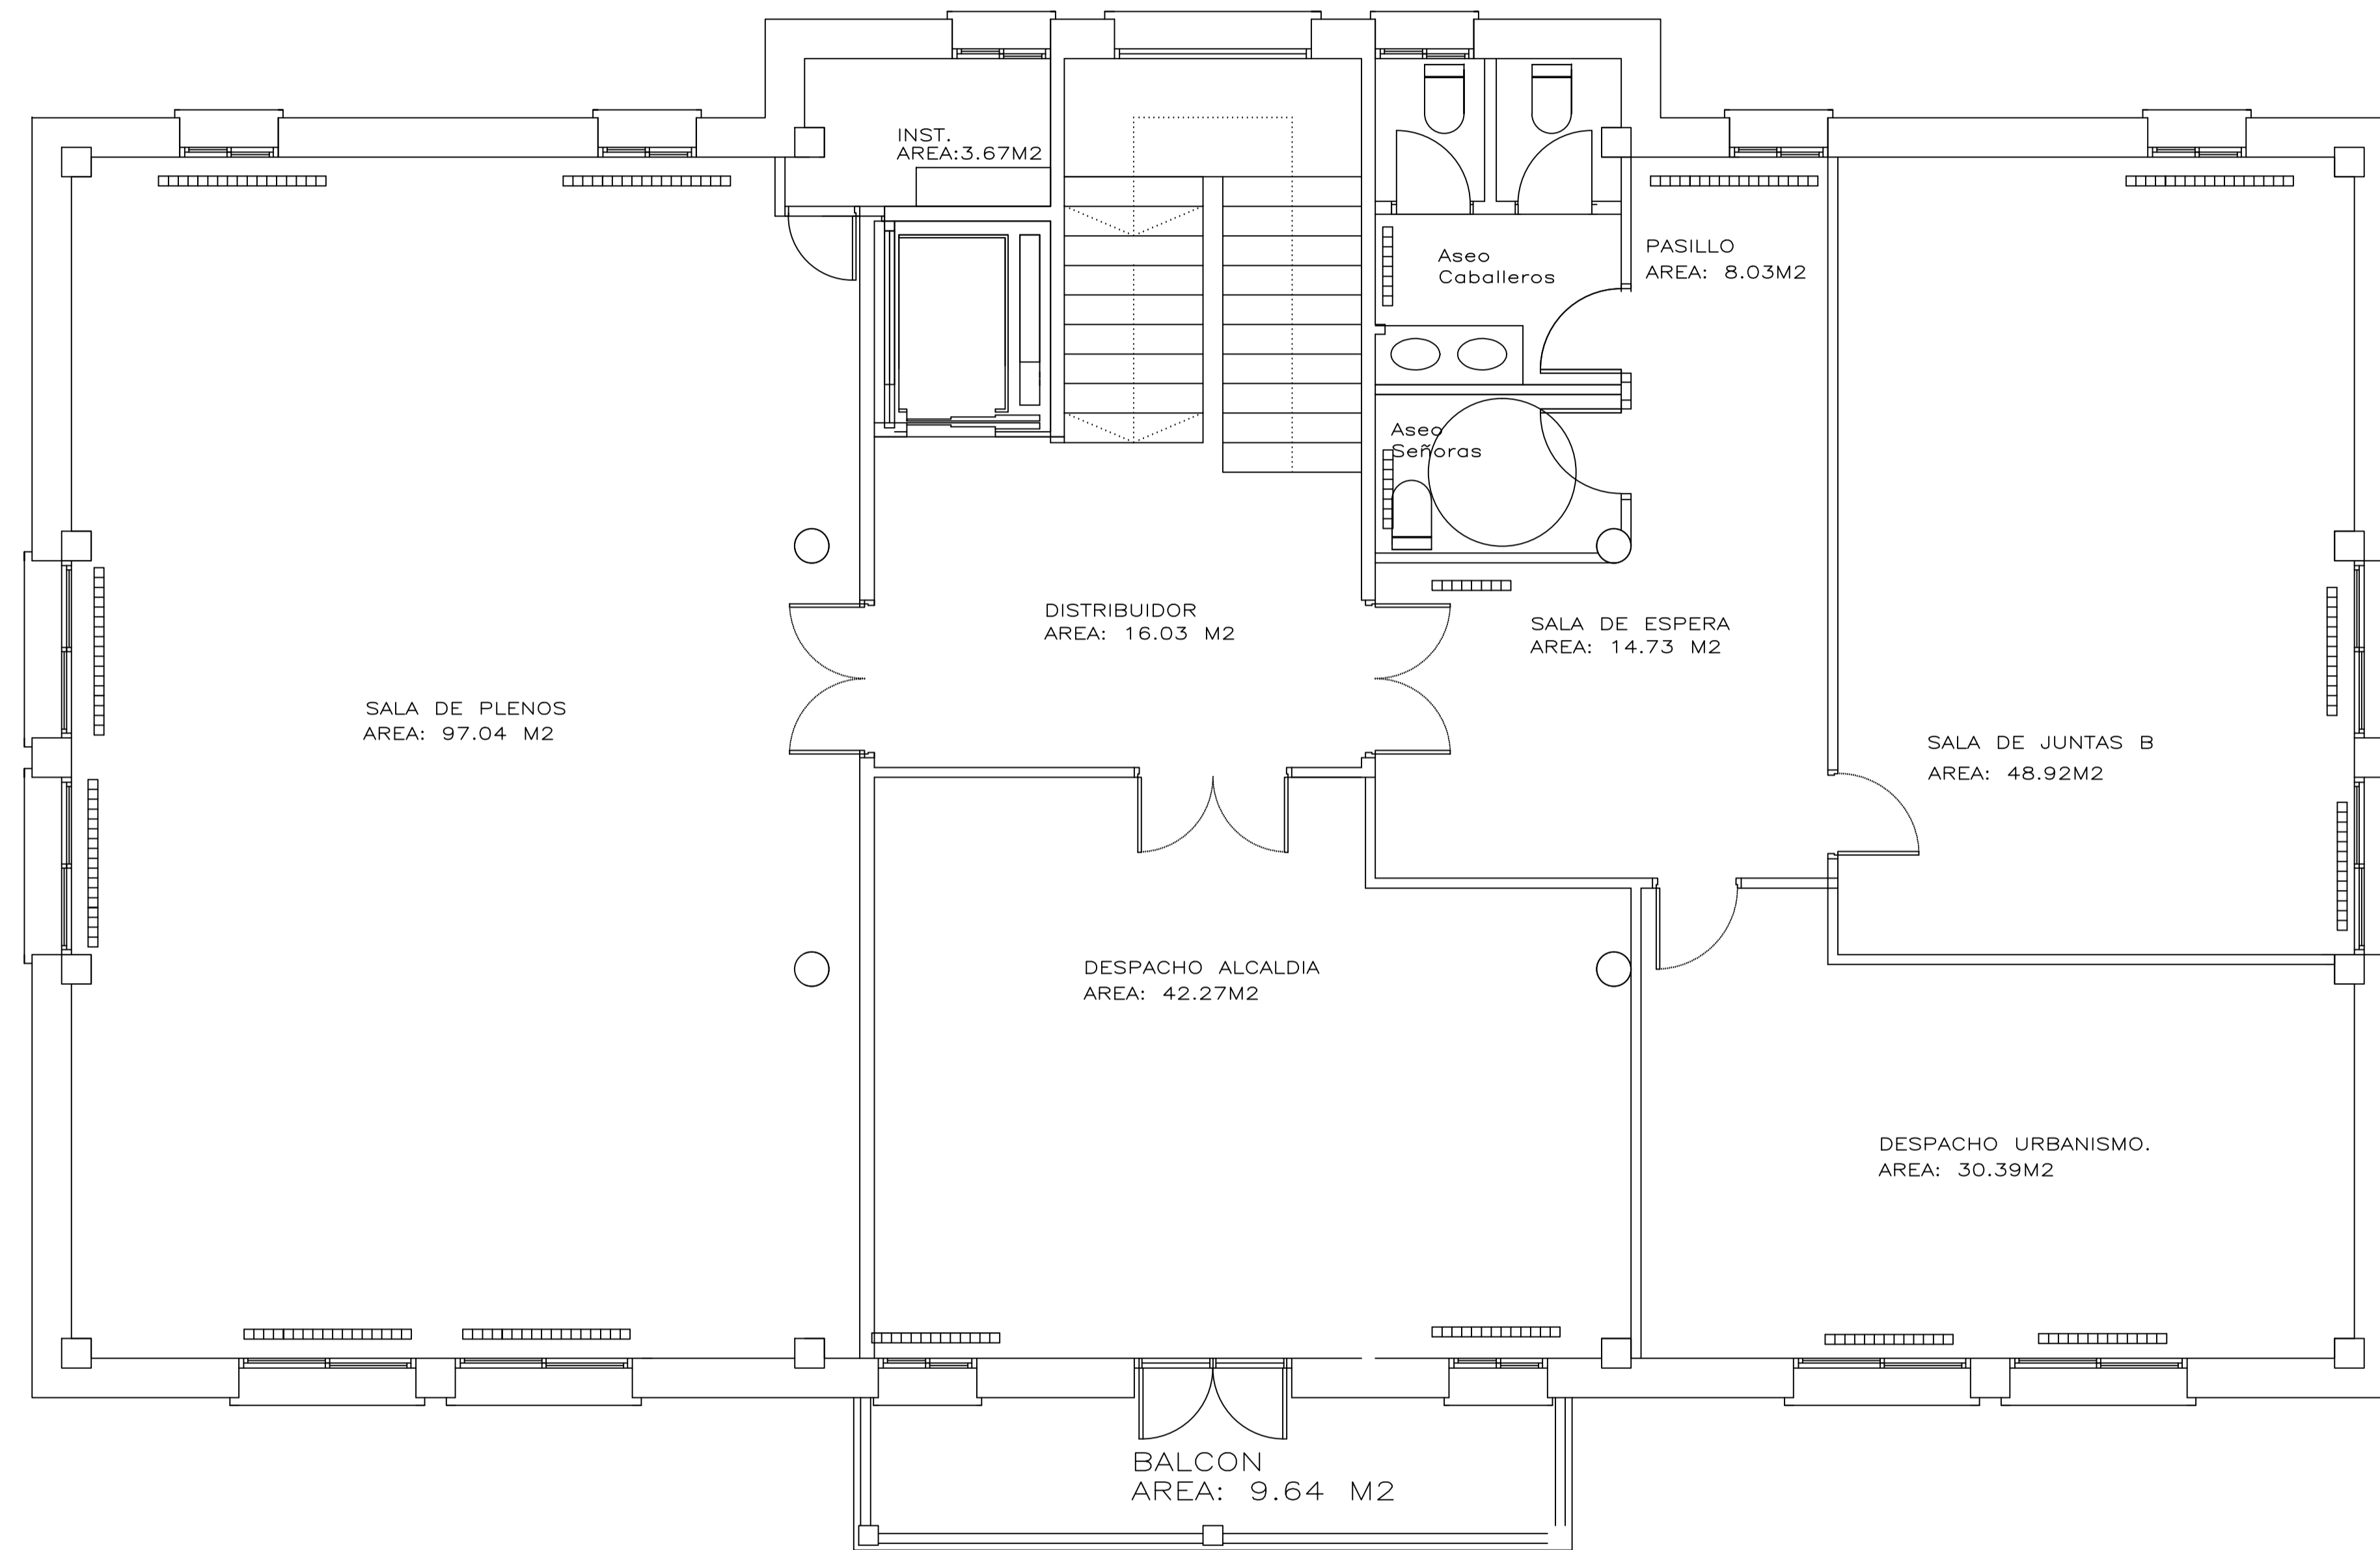 INST.
AREA:3.67M2
Aseo
Caballeros
PASILLO
AREA: 8.03M2
Aseo
Señoras
DISTRIBUIDOR
AREA: 16.03 M2
SALA DE ESPERA
AREA: 14.73 M2
SALA DE PLENOS
AREA: 97.04 M2
SALA DE JUNTAS B
AREA: 48.92M2
DESPACHO ALCALDIA
AREA: 42.27M2
DESPACHO URBANISMO.
AREA: 30.39M2
BALCON
AREA: 9.64 M2